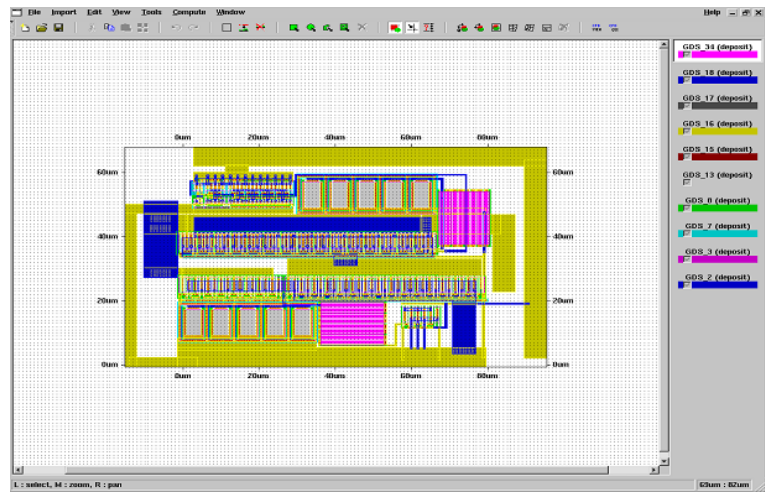 File Import Edit View Tools Compute Window Help
GDS_34 (deposit)
GDS_18 (deposit)
GDS_17 (deposit)
GDS_16 (deposit)
GDS_15 (deposit)
GDS_13 (deposit)
GDS_8 (deposit)
GDS_7 (deposit)
GDS_3 (deposit)
GDS_2 (deposit)
0um 20um 40um 60um 80um
60um 60um
40um 40um
20um 20um
0um 0um
0um 20um 40um 60um 80um
L : select, M : zoom, R : pan
69um : 82um